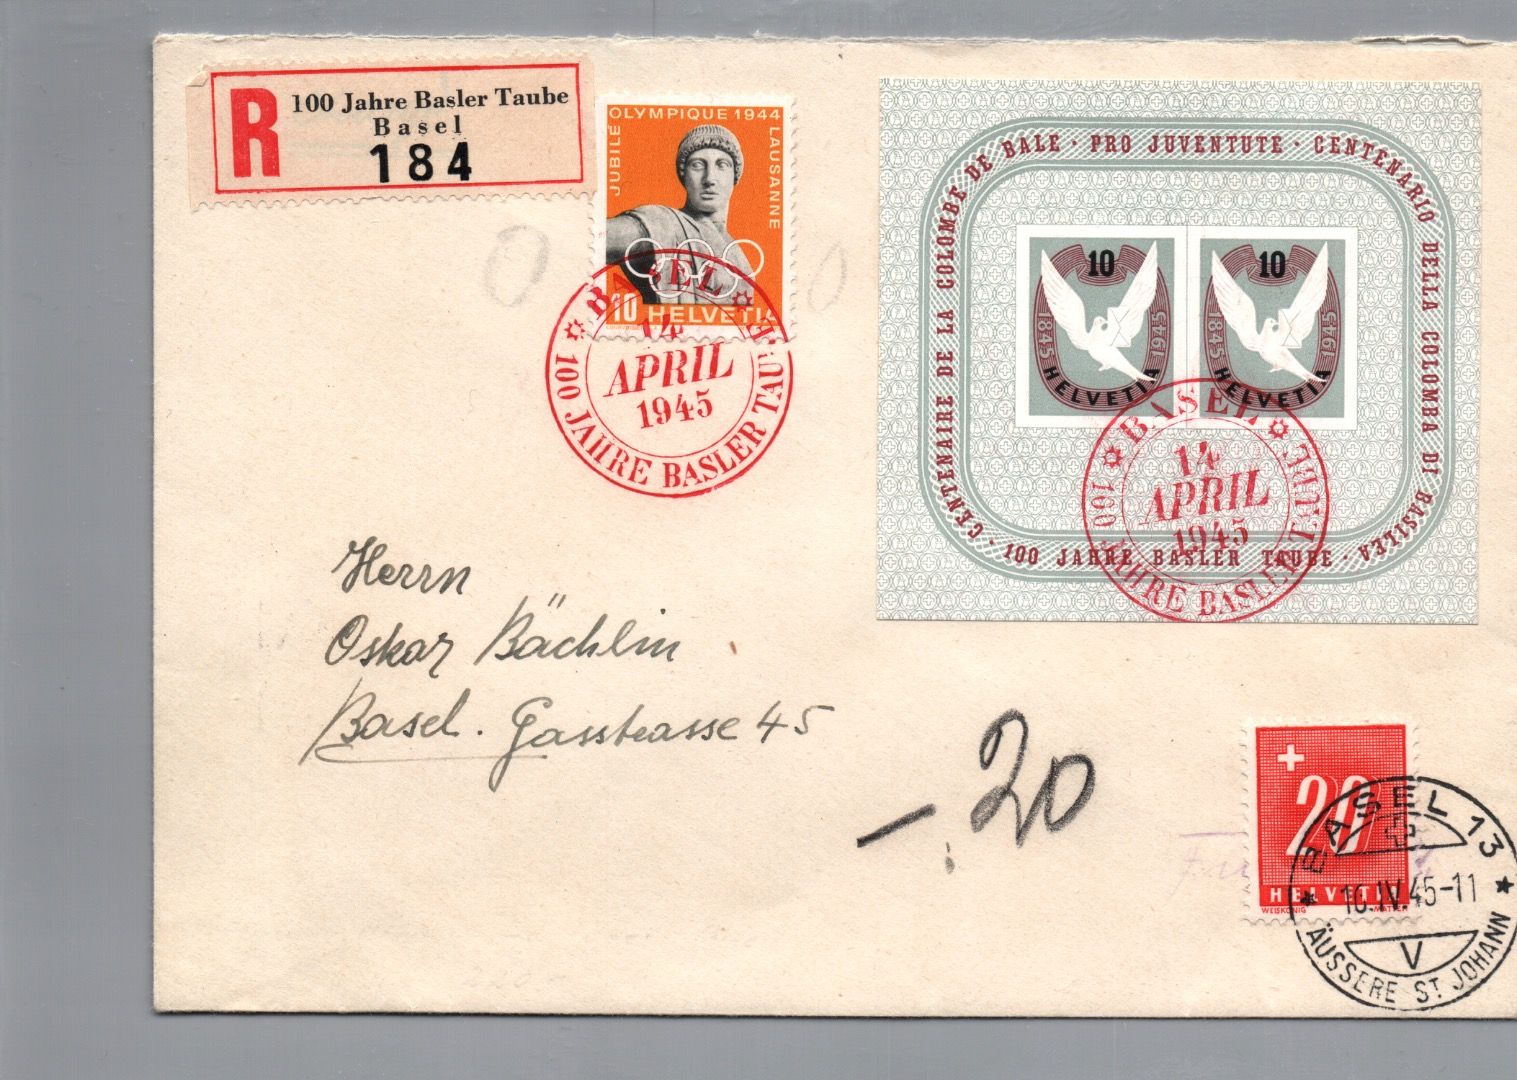 R 100 Jahre Basler Taube
Basel
184
JUBILÉ OLYMPIQUE 1944 LAUSANNE
10 HELVETIA
COURVOISIER
BASEL
14
APRIL
1945
100 JAHRE BASLER TAUBE
CENTENAIRE DE LA COLOMBE DE BALE · PRO JUVENTUTE · CENTENARIO DELLA COLOMBA DI BASILEA · 100 JAHRE BASLER TAUBE ·
10
1845 1945
HELVETIA
10
1845 1945
HELVETIA
BASEL
14
APRIL
1945
100 JAHRE BASLER TAUBE
Herrn
Oskar Bächlin
Basel. Gasstrasse 45
-.20
20
HELVETIA
WEISKÖNIG
BASEL 13
16.IV.45-11
V
ÄUSSERE ST JOHANN